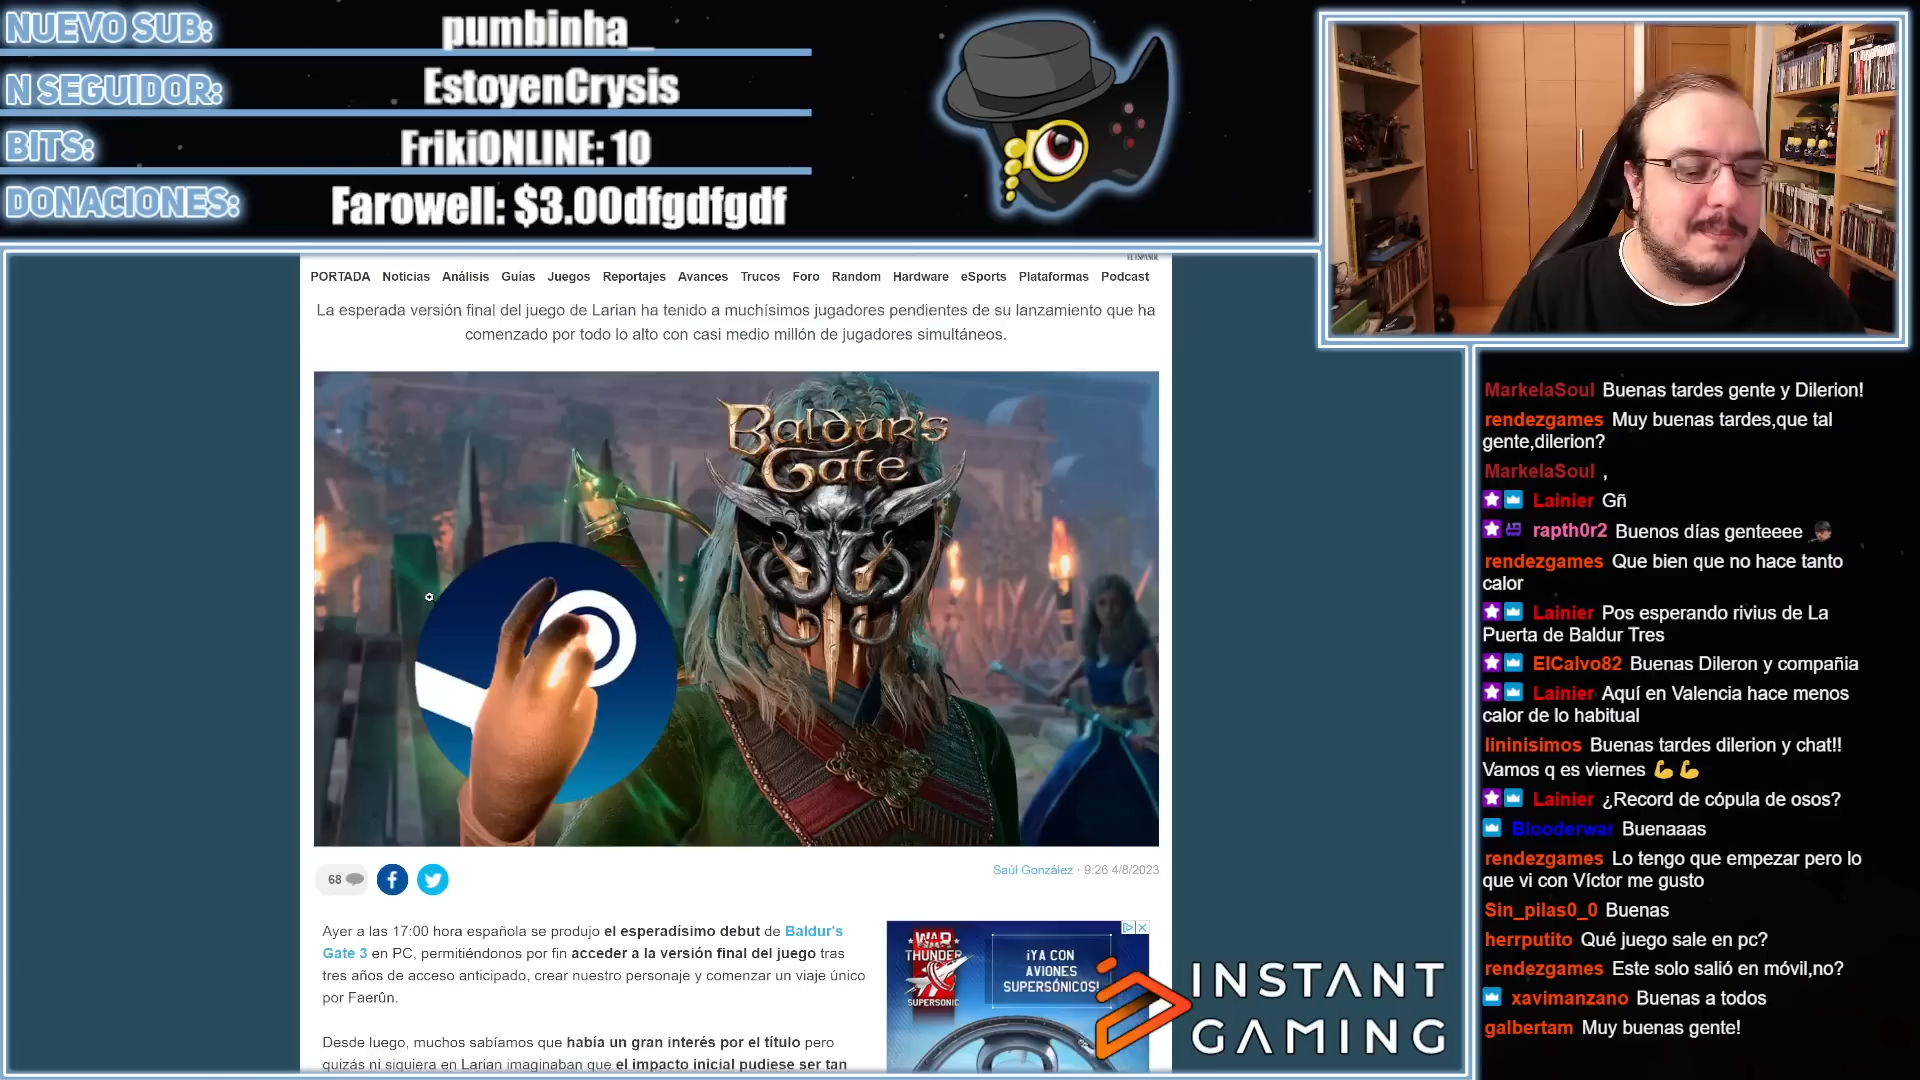 NUEVO SUB:
pumbinha_
N SEGUIDOR:
EstoyenCrysis
BITS:
FrikiONLINE: 10
DONACIONES:
Farowell: $3.00dfgdfgdf
EL ESPAÑOL
PORTADA Noticias Análisis Guías Juegos Reportajes Avances Trucos Foro Random Hardware eSports Plataformas Podcast
La esperada versión final del juego de Larian ha tenido a muchísimos jugadores pendientes de su lanzamiento que ha
comenzado por todo lo alto con casi medio millón de jugadores simultáneos.
Baldur's
Gate
68
Saúl González · 9:26 4/8/2023
Ayer a las 17:00 hora española se produjo el esperadísimo debut de Baldur's
Gate 3 en PC, permitiéndonos por fin acceder a la versión final del juego tras
tres años de acceso anticipado, crear nuestro personaje y comenzar un viaje único
por Faerûn.
Desde luego, muchos sabíamos que había un gran interés por el título pero
quizás ni siquiera en Larian imaginaban que el impacto inicial pudiese ser tan
WAR
THUNDER
SUPERSONIC
¡YA CON
AVIONES
SUPERSÓNICOS!
INSTANT
GAMING
MarkelaSoul Buenas tardes gente y Dilerion!
rendezgames Muy buenas tardes,que tal
gente,dilerion?
MarkelaSoul ,
Lainier Gñ
rapth0r2 Buenos días genteeee
rendezgames Que bien que no hace tanto
calor
Lainier Pos esperando rivius de La
Puerta de Baldur Tres
ElCalvo82 Buenas Dileron y compañia
Lainier Aquí en Valencia hace menos
calor de lo habitual
lininisimos Buenas tardes dilerion y chat!!
Vamos q es viernes 💪 💪
Lainier ¿Record de cópula de osos?
Blooderwar Buenaaas
rendezgames Lo tengo que empezar pero lo
que vi con Víctor me gusto
Sin_pilas0_0 Buenas
herrputito Qué juego sale en pc?
rendezgames Este solo salió en móvil,no?
xavimanzano Buenas a todos
galbertam Muy buenas gente!